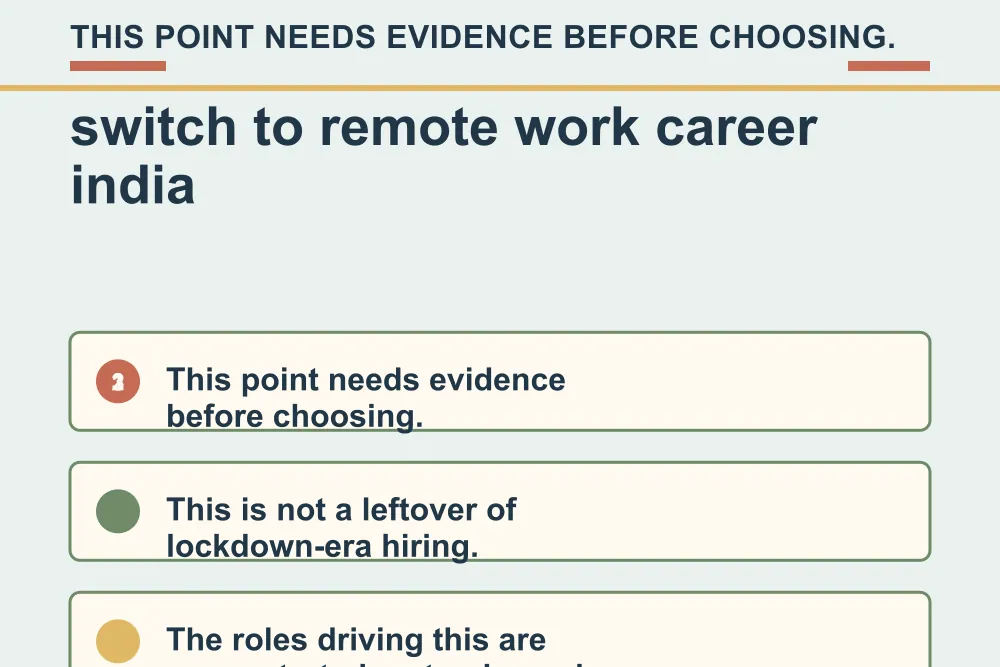 THIS POINT NEEDS EVIDENCE BEFORE CHOOSING.
switch to remote work career
india
This point needs evidence
before choosing.
This is not a leftover of
lockdown-era hiring.
The roles driving this are